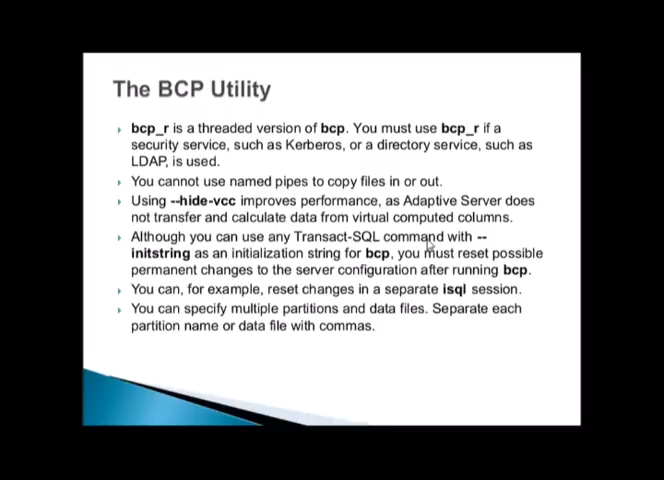 The BCP Utility
bcp_r is a threaded version of bcp. You must use bcp_r if a
security service, such as Kerberos, or a directory service, such as
LDAP, is used.
You cannot use named pipes to copy files in or out.
Using --hide-vcc improves performance, as Adaptive Server does
not transfer and calculate data from virtual computed columns.
Although you can use any Transact-SQL command with --
initstring as an initialization string for bcp, you must reset possible
permanent changes to the server configuration after running bcp.
You can, for example, reset changes in a separate isql session.
You can specify multiple partitions and data files. Separate each
partition name or data file with commas.